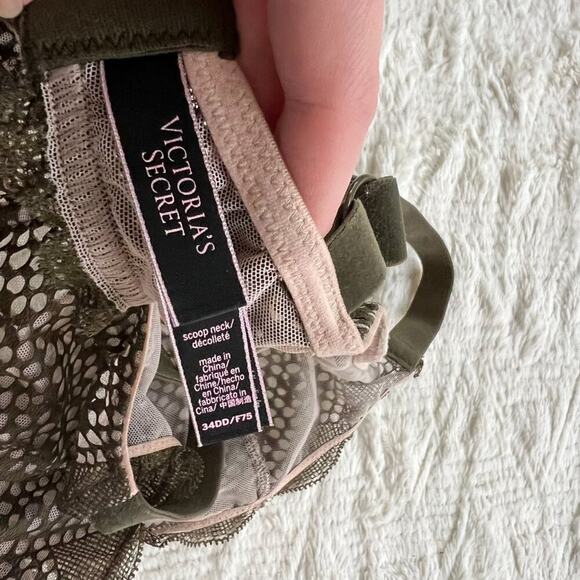 VICTORIA'S
SECRET
scoop neck/
décolleté
made in
China/
fabriqué en
Chine/hecho
en China/
fabbricato in
Cina/ 中国制造
34DD/F75